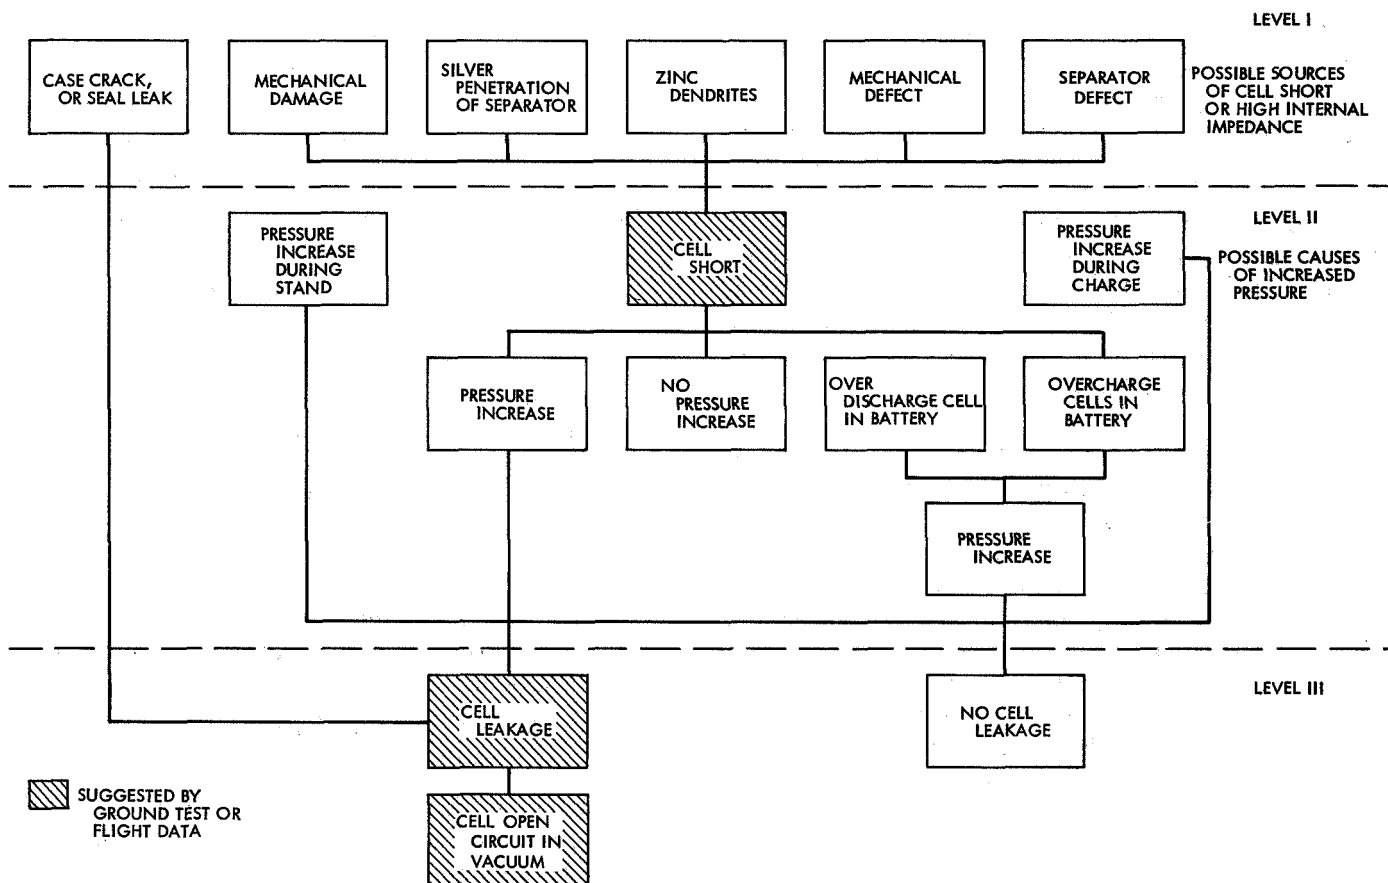 LEVEL I
CASE CRACK,
OR SEAL LEAK
MECHANICAL
DAMAGE
SILVER
PENETRATION
OF SEPARATOR
ZINC
DENDRITES
MECHANICAL
DEFECT
SEPARATOR
DEFECT
POSSIBLE SOURCES
OF CELL SHORT
OR HIGH INTERNAL
IMPEDANCE
LEVEL II
PRESSURE
INCREASE
DURING
STAND
CELL
SHORT
PRESSURE
INCREASE
DURING
CHARGE
POSSIBLE CAUSES
OF INCREASED
PRESSURE
PRESSURE
INCREASE
NO
PRESSURE
INCREASE
OVER
DISCHARGE CELL
IN BATTERY
OVERCHARGE
CELLS IN
BATTERY
PRESSURE
INCREASE
LEVEL III
CELL
LEAKAGE
NO CELL
LEAKAGE
SUGGESTED BY
GROUND TEST OR
FLIGHT DATA
CELL OPEN
CIRCUIT IN
VACUUM